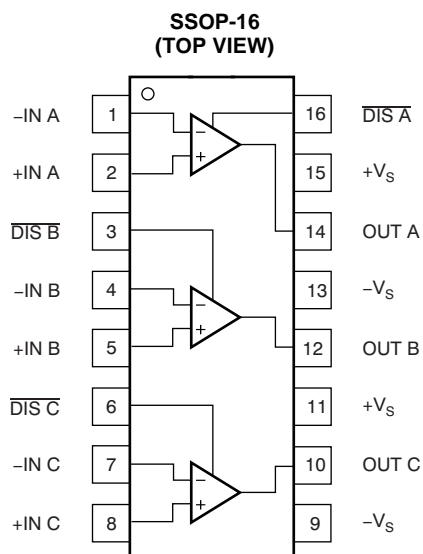 SSOP-16
(TOP VIEW)
−IN A 1 − 16 DIS A
+IN A 2 + 15 +VS
DIS B 3 14 OUT A
−IN B 4 − 13 −VS
+IN B 5 + 12 OUT B
DIS C 6 11 +VS
−IN C 7 − 10 OUT C
+IN C 8 + 9 −VS